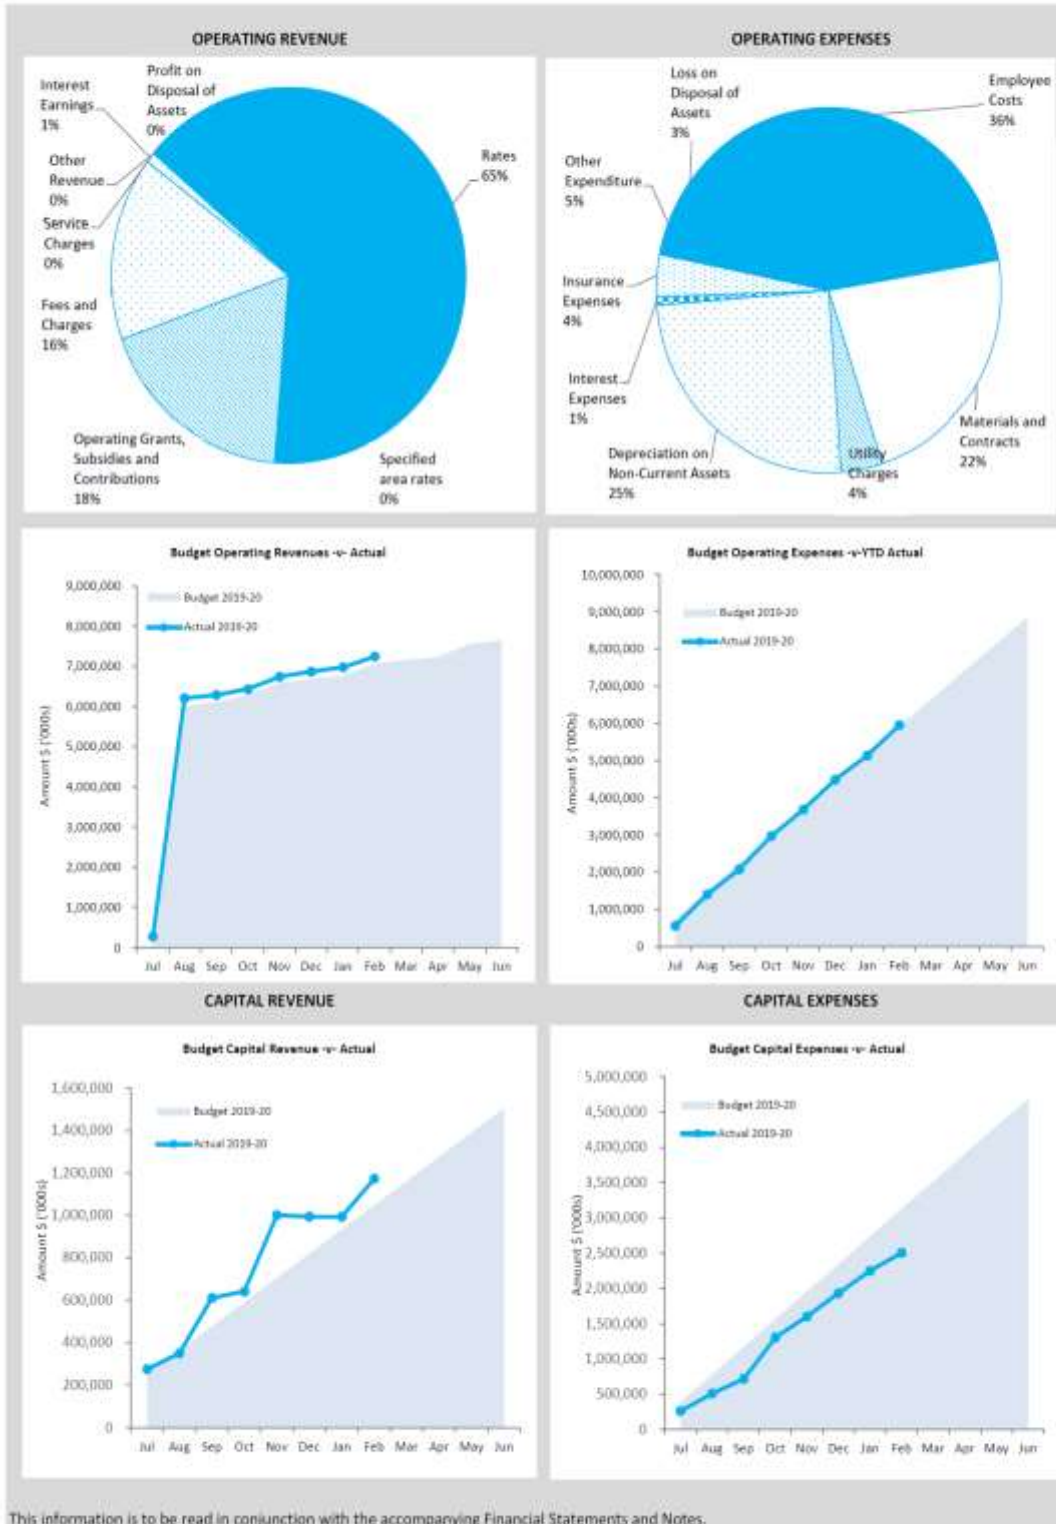 OPERATING REVENUE
Interest
Earnings
1%
Profit on
Disposal of
Assets
0%
Other
Revenue
0%
Service
Charges
0%
Fees and
Charges
16%
Rates
65%
Operating Grants,
Subsidies and
Contributions
18%
Specified
area rates
0%
OPERATING EXPENSES
Loss on
Disposal of
Assets
3%
Employee
Costs
36%
Other
Expenditure
5%
Insurance
Expenses
4%
Interest
Expenses
1%
Depreciation on
Non-Current Assets
25%
Utility
Charges
4%
Materials and
Contracts
22%
Budget Operating Revenues -v- Actual
Amount $ ('000s)
9,000,000
8,000,000
7,000,000
6,000,000
5,000,000
4,000,000
3,000,000
2,000,000
1,000,000
0
Budget 2019-20
Actual 2019-20
Jul Aug Sep Oct Nov Dec Jan Feb Mar Apr May Jun
Budget Operating Expenses -v-YTD Actual
Amount $ ('000s)
10,000,000
9,000,000
8,000,000
7,000,000
6,000,000
5,000,000
4,000,000
3,000,000
2,000,000
1,000,000
0
Budget 2019-20
Actual 2019-20
Jul Aug Sep Oct Nov Dec Jan Feb Mar Apr May Jun
CAPITAL REVENUE
Budget Capital Revenue -v- Actual
Amount $ ('000s)
1,600,000
1,400,000
1,200,000
1,000,000
800,000
600,000
400,000
200,000
0
Budget 2019-20
Actual 2019-20
Jul Aug Sep Oct Nov Dec Jan Feb Mar Apr May Jun
CAPITAL EXPENSES
Budget Capital Expenses -v- Actual
Amount $ ('000s)
5,000,000
4,500,000
4,000,000
3,500,000
3,000,000
2,500,000
2,000,000
1,500,000
1,000,000
500,000
0
Budget 2019-20
Actual 2019-20
Jul Aug Sep Oct Nov Dec Jan Feb Mar Apr May Jun
This information is to be read in conjunction with the accompanying Financial Statements and Notes.